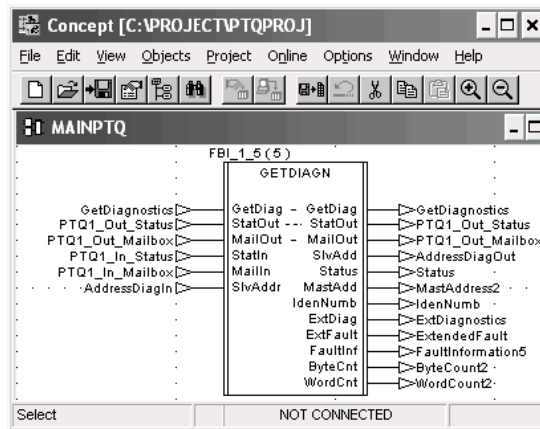 Concept [C:\PROJECT\PTQPROJ]
File Edit View Objects Project Online Options Window Help
MAINPTQ
FBI_1_5(5)
GETDIAGN
GetDiagnostics GetDiag - GetDiag GetDiagnostics
PTQ1_Out_Status StatOut --- StatOut PTQ1_Out_Status
PTQ1_Out_Mailbox MailOut - MailOut PTQ1_Out_Mailbox
PTQ1_In_Status StatIn SlvAdr AddressDiagOut
PTQ1_In_Mailbox MailIn Status Status
AddressDiagIn SlvAddr MastAdd MastAddress2
IdenNumb IdenNumb
ExtDiag ExtDiagnostics
ExtFault ExtendedFault
FaultInf FaultInformation5
ByteCnt ByteCount2
WordCnt WordCount2
Select NOT CONNECTED